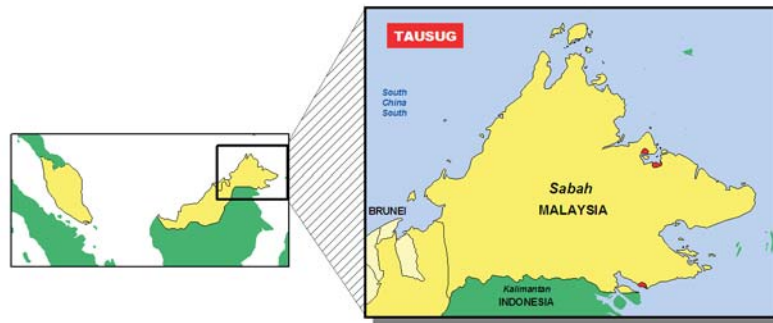 TAUSUG
South
China
South
Sabah
MALAYSIA
BRUNEI
Kalimantan
INDONESIA